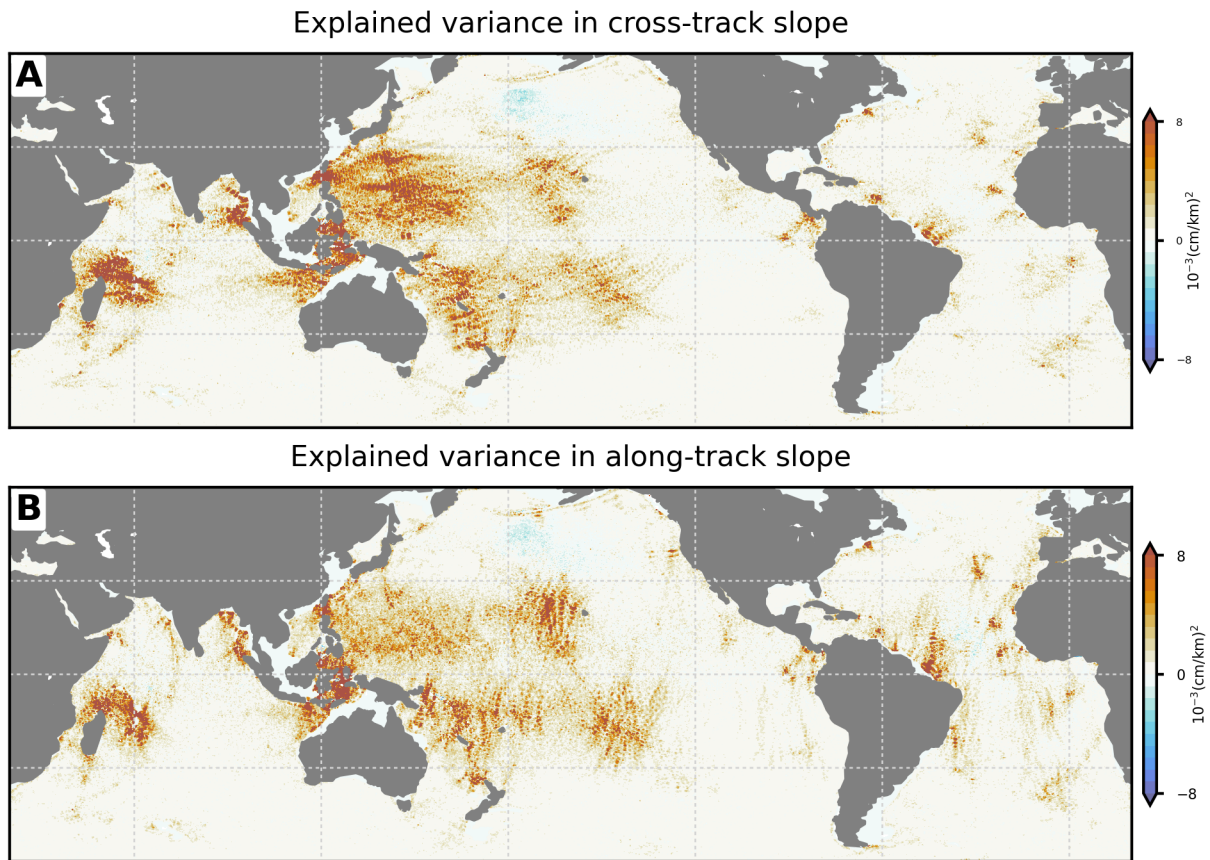 Explained variance in cross-track slope
A
8
0
−8
10⁻³(cm/km)²
Explained variance in along-track slope
B
8
0
−8
10⁻³(cm/km)²